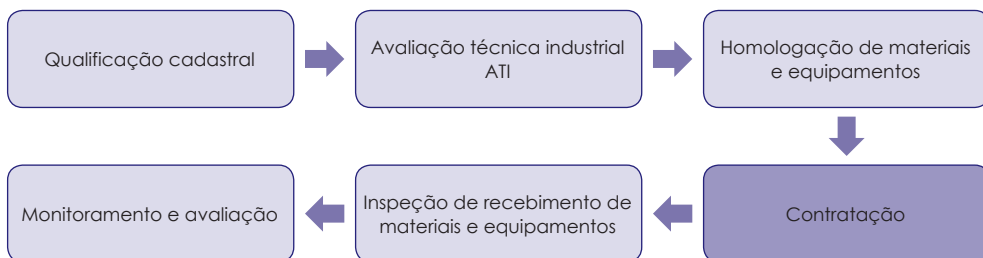 Qualificação cadastral
Avaliação técnica industrial
ATI
Homologação de materiais
e equipamentos
Monitoramento e avaliação
Inspeção de recebimento de
materiais e equipamentos
Contratação